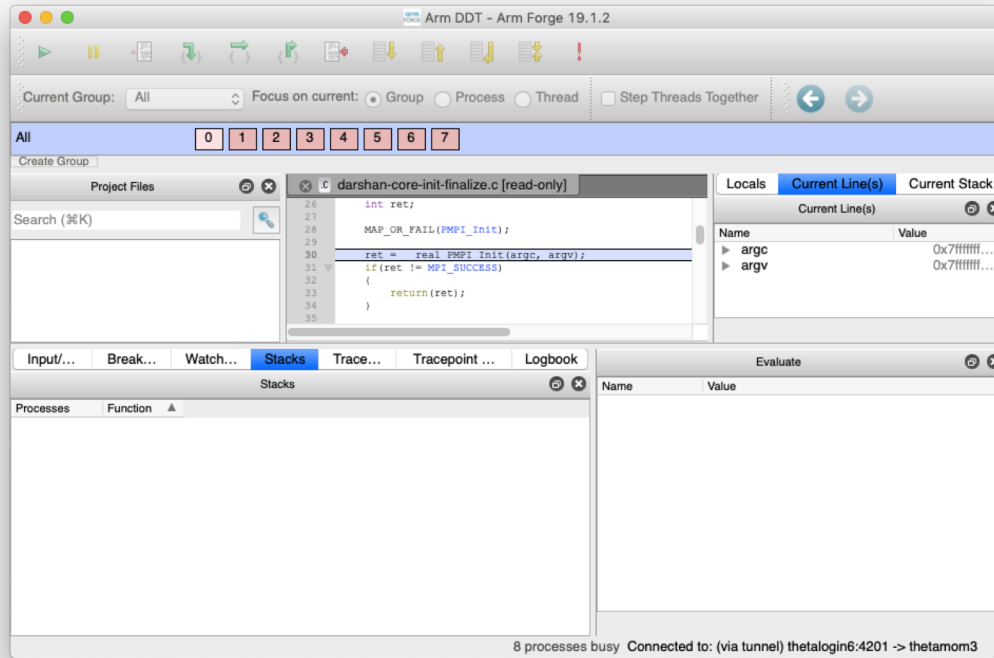 arm FORGE Arm DDT - Arm Forge 19.1.2
Current Group: All Focus on current: Group Process Thread Step Threads Together
All 0 1 2 3 4 5 6 7
Create Group
Project Files
Search (⌘K)
darshan-core-init-finalize.c [read-only]
26 int ret;
27
28 MAP_OR_FAIL(PMPI_Init);
29
30 ret = __real_PMPI_Init(argc, argv);
31 if(ret != MPI_SUCCESS)
32 {
33 return(ret);
34 }
35
Locals Current Line(s) Current Stack
Current Line(s)
Name Value
argc 0x7fffffff...
argv 0x7fffffff...
Input/... Break... Watch... Stacks Trace... Tracepoint ... Logbook
Stacks
Processes Function
Evaluate
Name Value
8 processes busy Connected to: (via tunnel) thetalogin6:4201 -> thetamom3